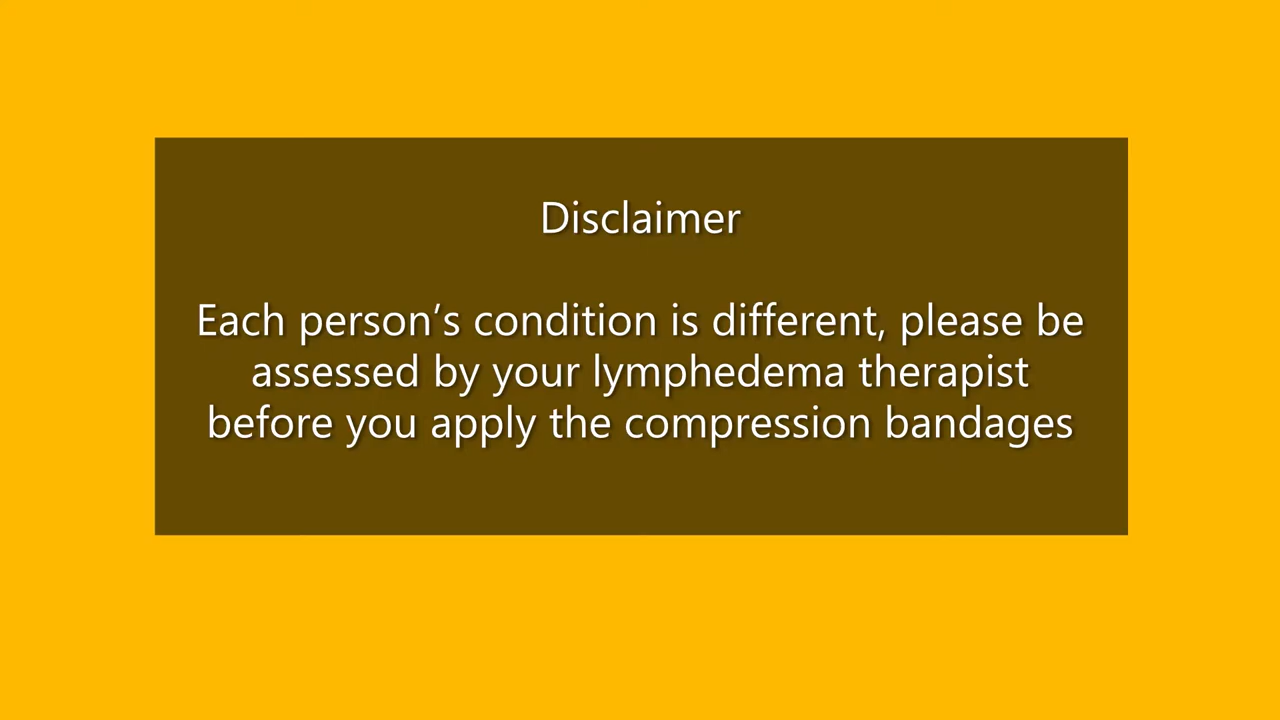 Disclaimer
Each person's condition is different, please be
assessed by your lymphedema therapist
before you apply the compression bandages